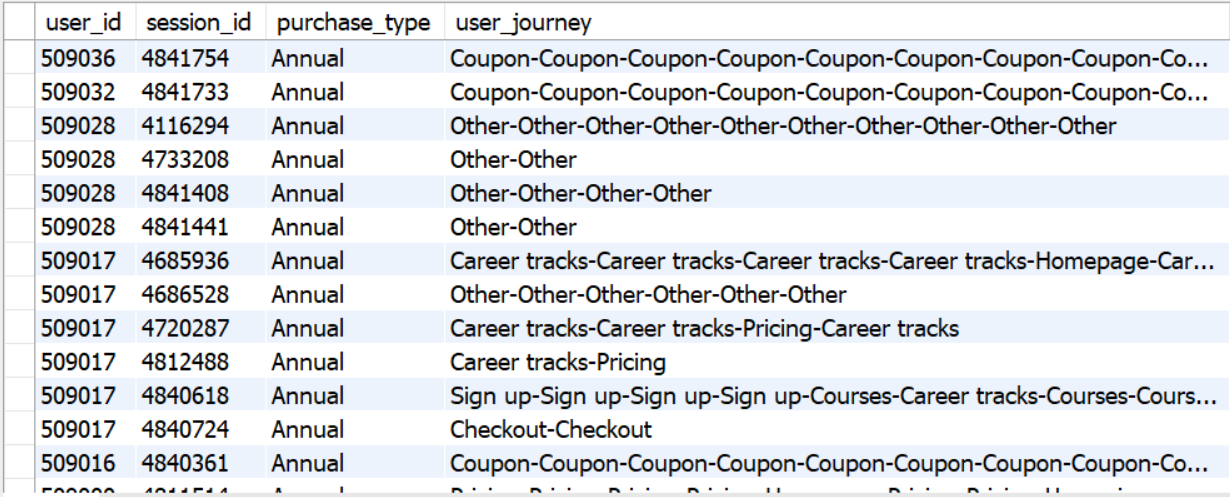 user_id session_id purchase_type user_journey
509036 4841754 Annual Coupon-Coupon-Coupon-Coupon-Coupon-Coupon-Coupon-Coupon-Co...
509032 4841733 Annual Coupon-Coupon-Coupon-Coupon-Coupon-Coupon-Coupon-Coupon-Co...
509028 4116294 Annual Other-Other-Other-Other-Other-Other-Other-Other-Other-Other
509028 4733208 Annual Other-Other
509028 4841408 Annual Other-Other-Other-Other
509028 4841441 Annual Other-Other
509017 4685936 Annual Career tracks-Career tracks-Career tracks-Career tracks-Homepage-Car...
509017 4686528 Annual Other-Other-Other-Other-Other-Other
509017 4720287 Annual Career tracks-Career tracks-Pricing-Career tracks
509017 4812488 Annual Career tracks-Pricing
509017 4840618 Annual Sign up-Sign up-Sign up-Sign up-Courses-Career tracks-Courses-Cours...
509017 4840724 Annual Checkout-Checkout
509016 4840361 Annual Coupon-Coupon-Coupon-Coupon-Coupon-Coupon-Coupon-Coupon-Co...